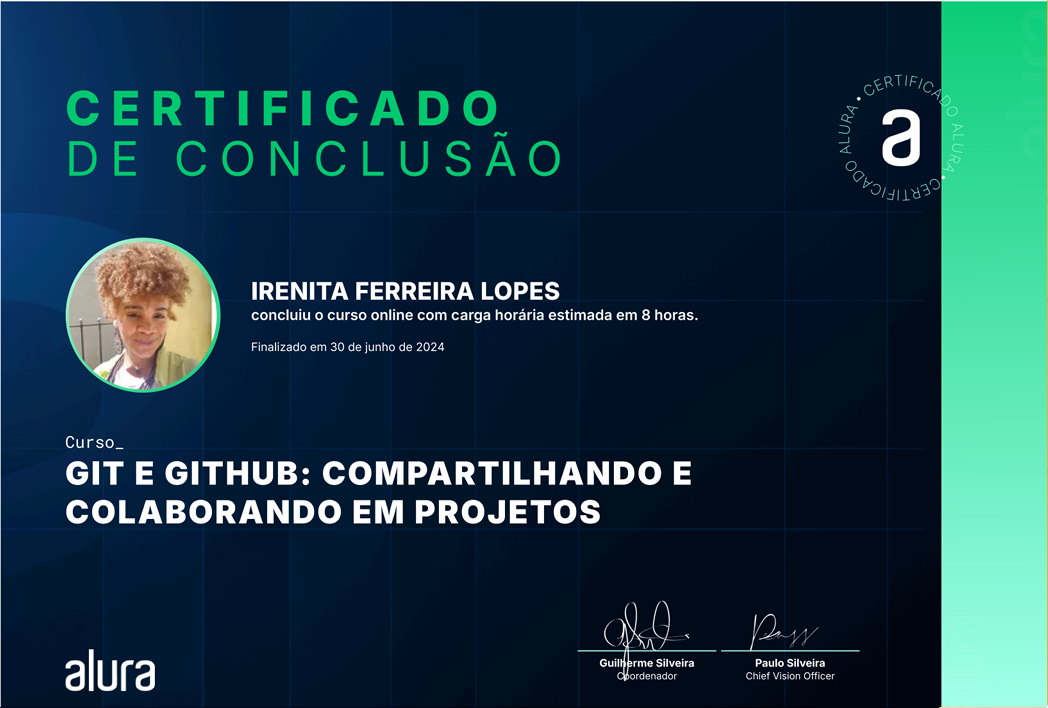 CERTIFICADO
DE CONCLUSÃO
CERTIFICADO ALURA • CERTIFICADO ALURA •
a
IRENITA FERREIRA LOPES
concluiu o curso online com carga horária estimada em 8 horas.
Finalizado em 30 de junho de 2024
Curso_
GIT E GITHUB: COMPARTILHANDO E
COLABORANDO EM PROJETOS
Guilherme Silveira
Coordenador
Paulo Silveira
Chief Vision Officer
alura